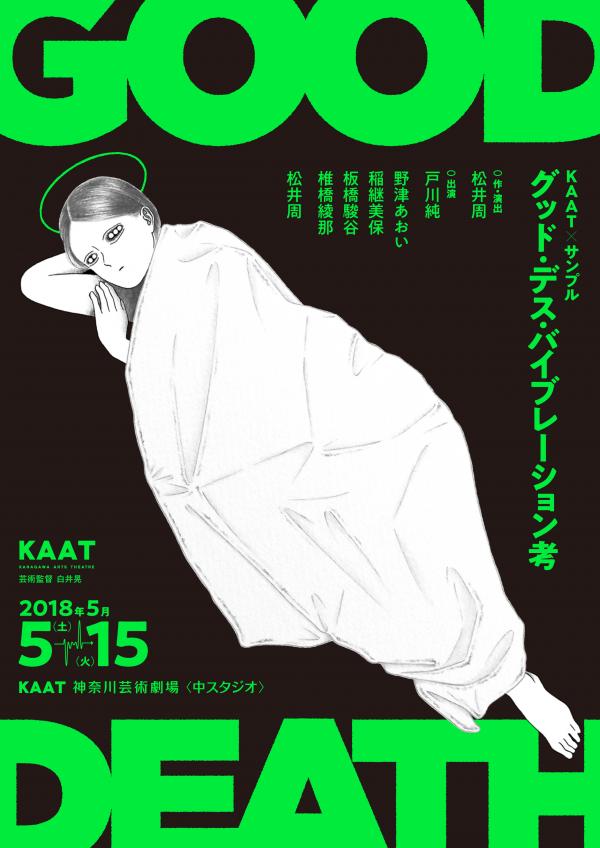 GOOD
KAAT×サンプル
グッド・デス・バイブレーション考
○作・演出
松井周
○出演
戸川純
野津あおい
稲継美保
板橋駿谷
椎橋綾那
松井周
KAAT
KANAGAWA ARTS THEATRE
芸術監督 白井晃
2018年5月
5(土) 15(火)
KAAT 神奈川芸術劇場〈中スタジオ〉
DEATH